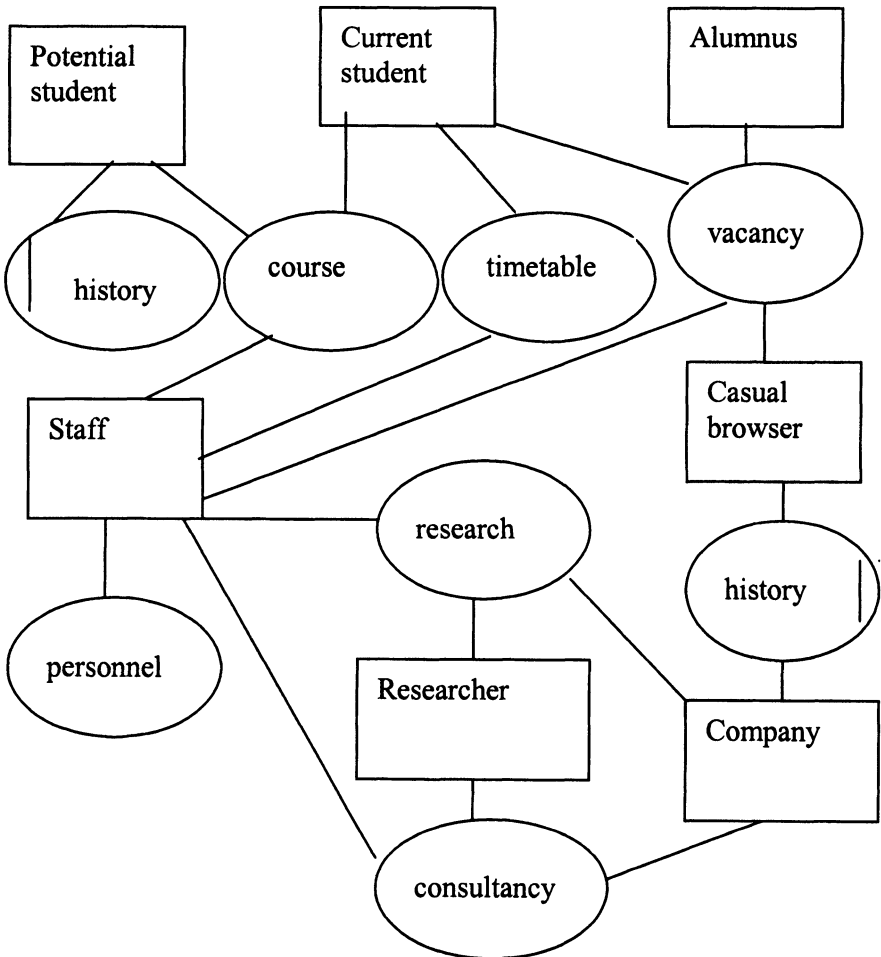 Potential
student
Current
student
Alumnus
history
course
timetable
vacancy
Staff
Casual
browser
research
history
personnel
Researcher
Company
consultancy